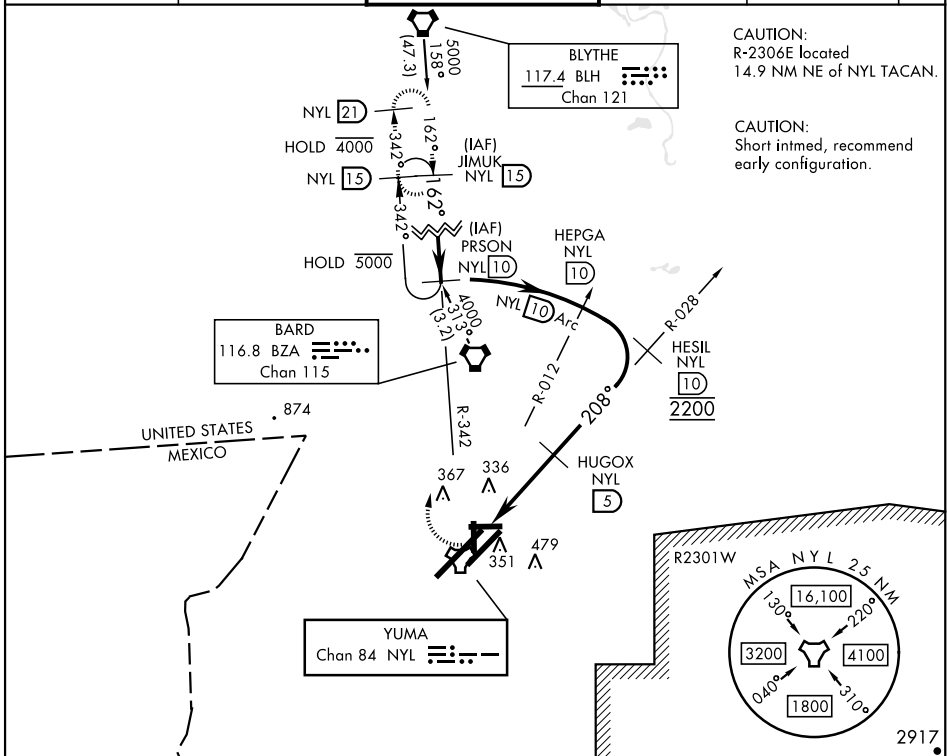 5000
158°
(47.3)
BLYTHE
117.4 BLH
Chan 121
CAUTION:
R-2306E located
14.9 NM NE of NYL TACAN.
CAUTION:
Short intmed, recommend
early configuration.
NYL 21
HOLD 4000
342°
162°
NYL 15
(IAF)
JIMUK
NYL 15
342°
162°
HOLD 5000
(IAF)
PRSON
NYL 10
HEPGA
NYL
10
NYL 10 Arc
4000
313°
(3.2)
R-028
HESIL
NYL
10
2200
BARD
116.8 BZA
Chan 115
R-012
208°
R-342
874
UNITED STATES
MEXICO
HUGOX
NYL
5
367
336
351
479
YUMA
Chan 84 NYL
R2301W
MSA NYL 25 NM
130°
16,100
220°
3200
4100
040°
1800
310°
2917